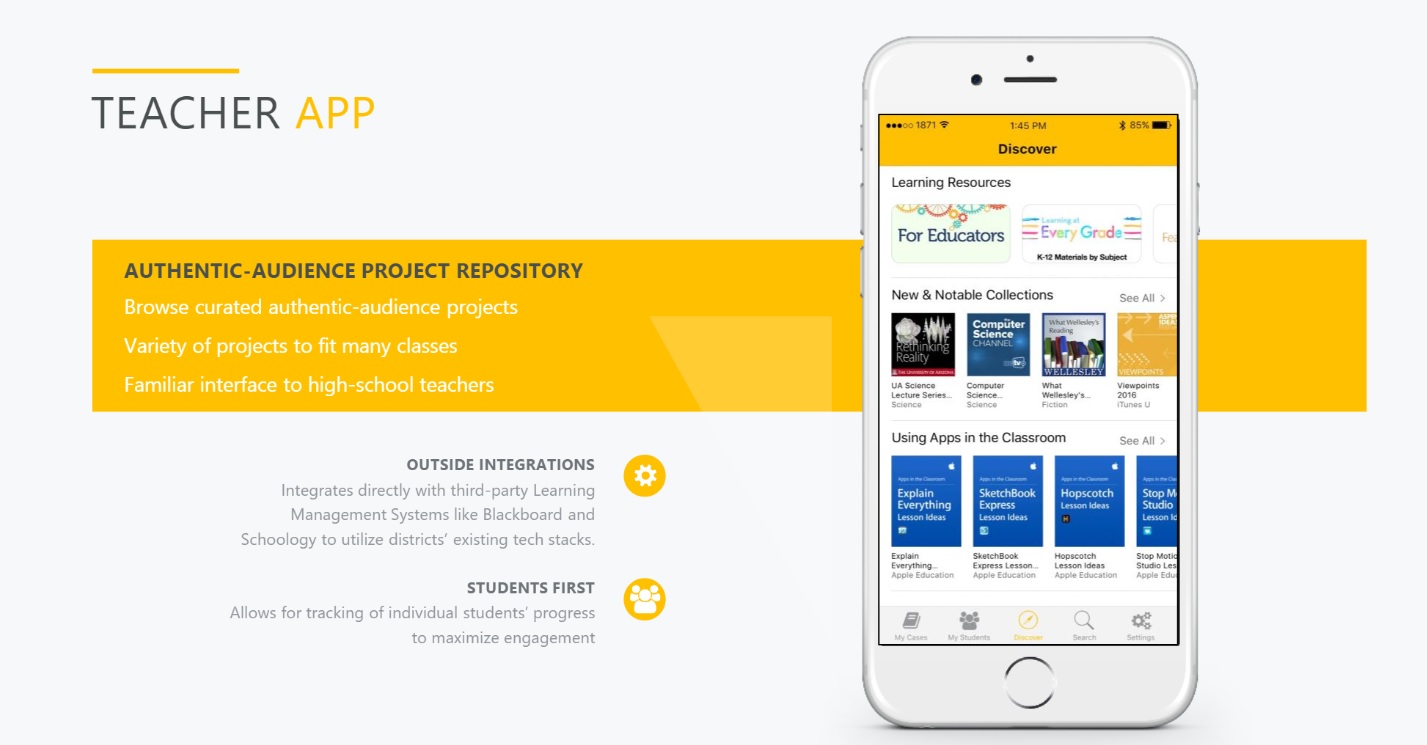 TEACHER APP
AUTHENTIC-AUDIENCE PROJECT REPOSITORY
Browse curated authentic-audience projects
Variety of projects to fit many classes
Familiar interface to high-school teachers
OUTSIDE INTEGRATIONS
Integrates directly with third-party Learning
Management Systems like Blackboard and
Schoology to utilize districts’ existing tech stacks.
STUDENTS FIRST
Allows for tracking of individual students’ progress
to maximize engagement
1871 1:45 PM 85%
Discover
Learning Resources
For Educators
Learning at
Every Grade
K-12 Materials by Subject
Fea
New & Notable Collections See All >
Rethinking
Reality
THE UNIVERSITY OF ARIZONA
Computer
Science
CHANNEL
What Wellesley's
Reading
WELLESLEY
ASPEN
IDEA
VIEWPOINTS
UA Science
Lecture Series...
Science
Computer
Science...
Science
What
Wellesley's...
Fiction
Viewpoints
2016
iTunes U
Using Apps in the Classroom See All >
Apps in the Classroom
Explain
Everything
Lesson Ideas
Apps in the Classroom
SketchBook
Express
Lesson Ideas
Apps in the Classroom
Hopscotch
Lesson Ideas
Apps in the Classroom
Stop M
Studio
Lesson Id
Explain
Everything...
Apple Education
SketchBook
Express Lesson...
Apple Education
Hopscotch
Lesson Ideas
Apple Education
Stop Motio
Studio Les
Apple Edu
My Cases My Students Discover Search Settings